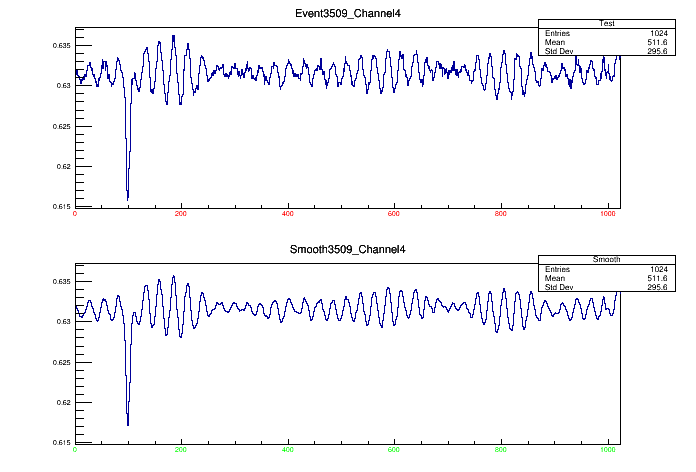 Event3509_Channel4
Test
Entries 1024
Mean 511.6
Std Dev 295.6
0.635
0.63
0.625
0.62
0.615
0 200 400 600 800 1000
Smooth3509_Channel4
Smooth
Entries 1024
Mean 511.6
Std Dev 295.6
0.635
0.63
0.625
0.62
0.615
0 200 400 600 800 1000